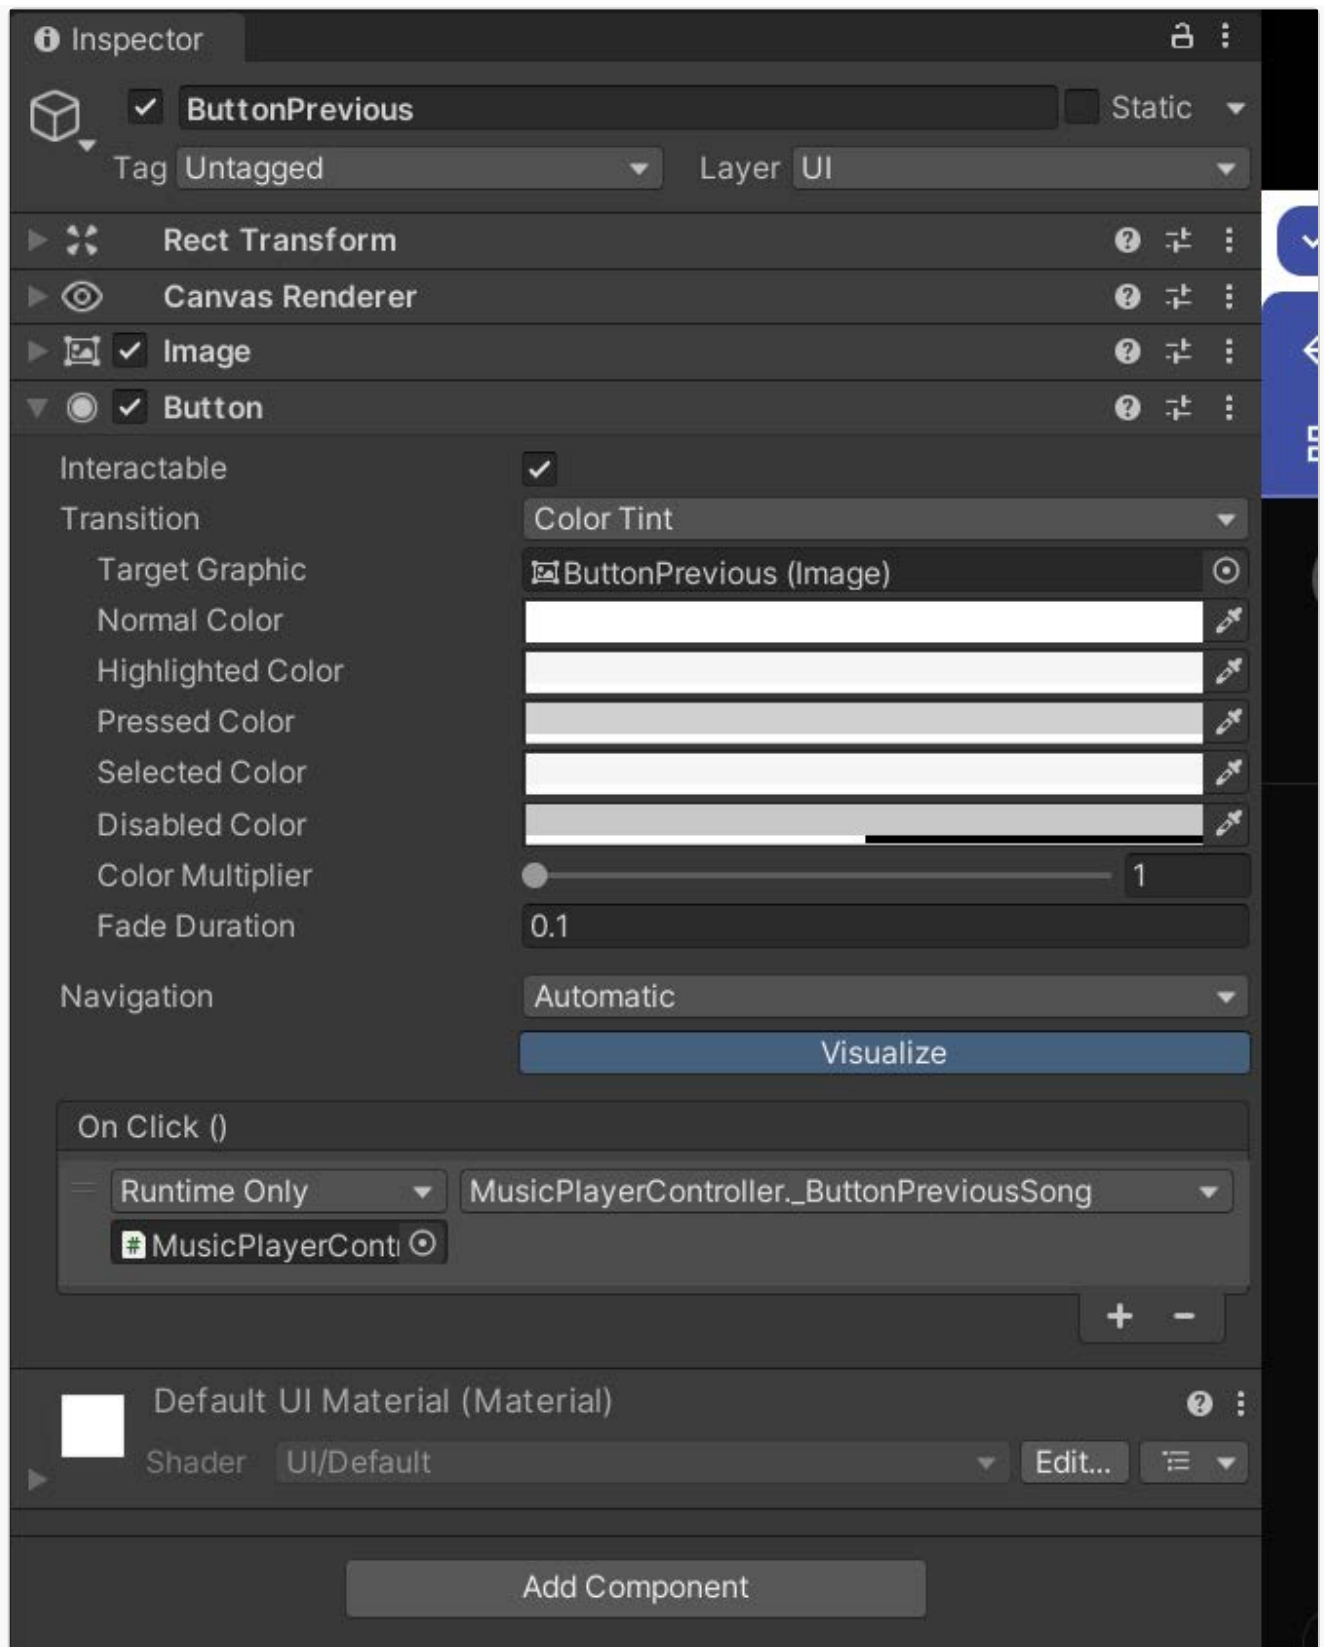 Inspector
ButtonPrevious Static
Tag Untagged Layer UI
Rect Transform
Canvas Renderer
Image
Button
Interactable
Transition Color Tint
Target Graphic ButtonPrevious (Image)
Normal Color
Highlighted Color
Pressed Color
Selected Color
Disabled Color
Color Multiplier 1
Fade Duration 0.1
Navigation Automatic
Visualize
On Click ()
Runtime Only MusicPlayerController._ButtonPreviousSong
# MusicPlayerConti
Default UI Material (Material)
Shader UI/Default Edit...
Add Component